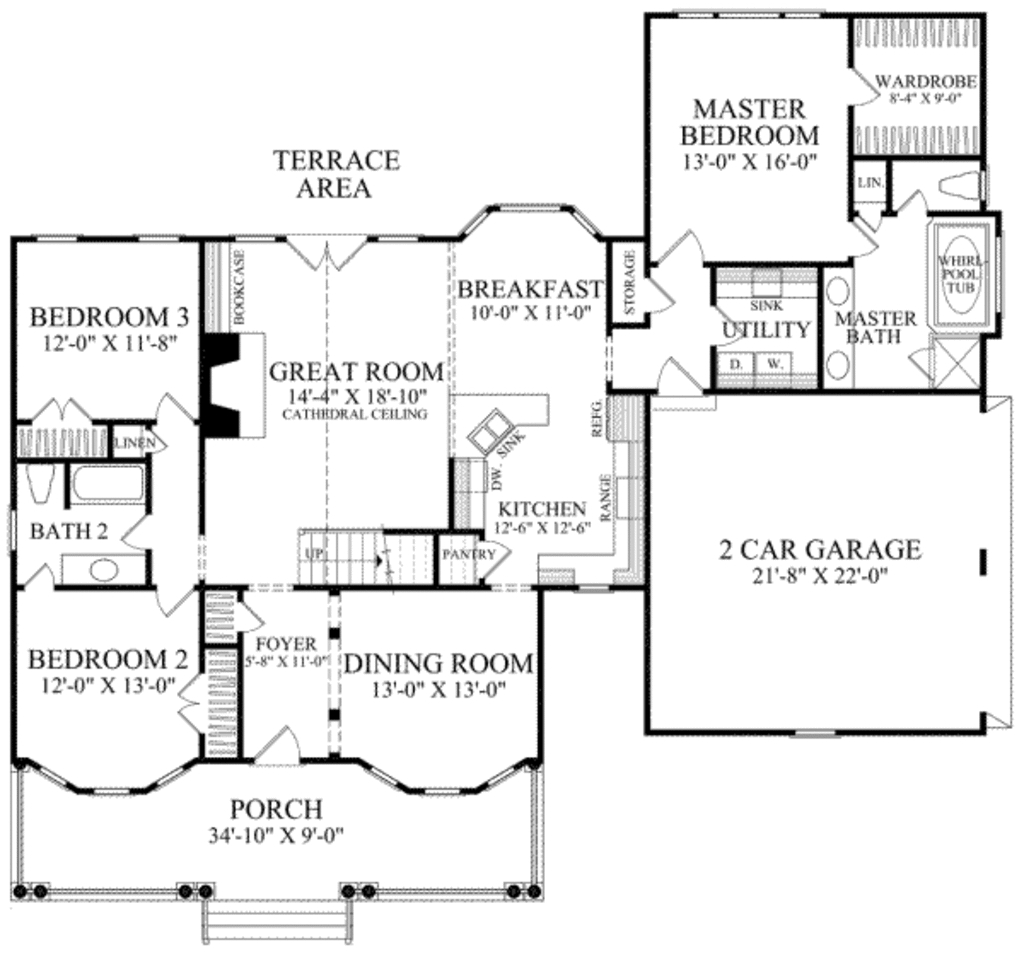 WARDROBE
8'-4" X 9'-0"
MASTER
BEDROOM
13'-0" X 16'-0"
TERRACE
AREA
LIN.
WHIRL-
POOL
TUB
BOOKCASE
STORAGE
BREAKFAST
10'-0" X 11'-0"
SINK
UTILITY
D. W.
MASTER
BATH
BEDROOM 3
12'-0" X 11'-8"
GREAT ROOM
14'-4" X 18'-10"
CATHEDRAL CEILING
LINEN
REFG.
SINK
DW.
RANGE
KITCHEN
12'-6" X 12'-6"
BATH 2
UP
PANTRY
2 CAR GARAGE
21'-8" X 22'-0"
BEDROOM 2
12'-0" X 13'-0"
FOYER
5'-8" X 11'-0"
DINING ROOM
13'-0" X 13'-0"
PORCH
34'-10" X 9'-0"